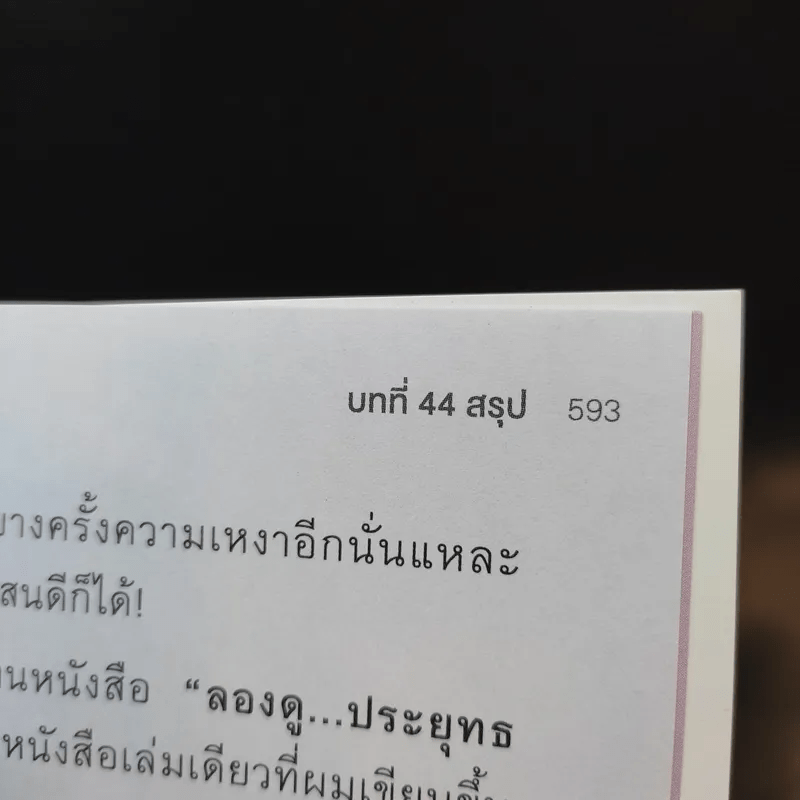 บทที่ 44 สรุป 593
บางครั้งความเหงาอีกนั่นแหละ
แสนดีก็ได้!
นหนังสือ “ลองดู...ประยุทธ
หนังสือเล่มเดียวที่ผมเขียนขึ้น